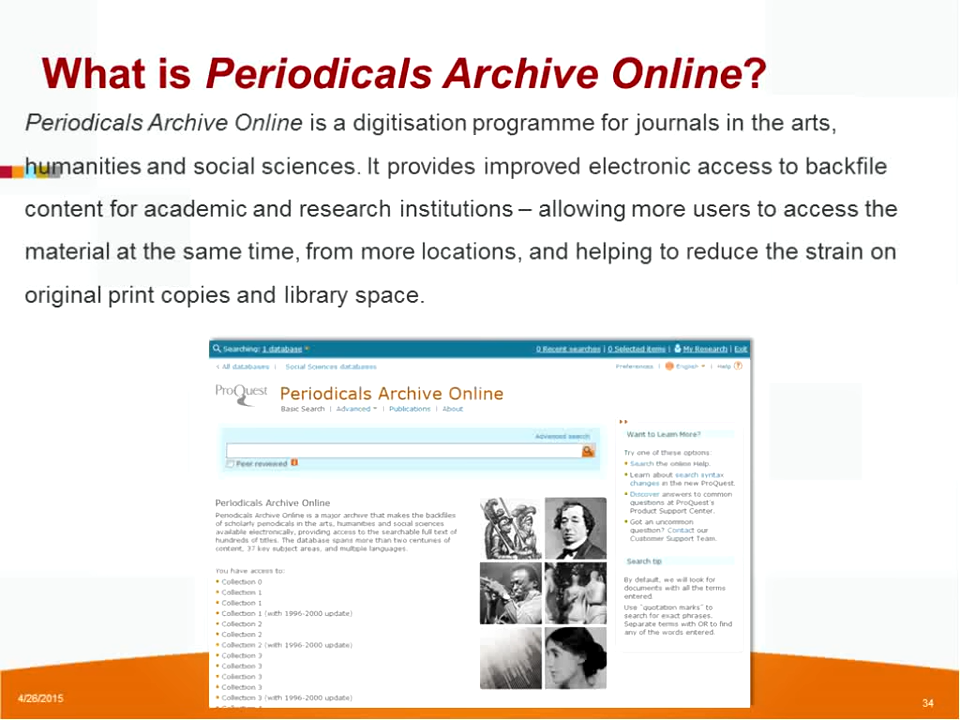 What is Periodicals Archive Online?
Periodicals Archive Online is a digitisation programme for journals in the arts,
humanities and social sciences. It provides improved electronic access to backfile
content for academic and research institutions – allowing more users to access the
material at the same time, from more locations, and helping to reduce the strain on
original print copies and library space.
Searching: 1 database
0 Recent searches | 0 Selected items | My Research | Exit
All databases | Social Sciences databases
Preferences | English | Help
ProQuest
Periodicals Archive Online
Basic Search | Advanced | Publications | About
Advanced search
Peer reviewed
Periodicals Archive Online
Periodicals Archive Online is a major archive that makes the backfiles
of scholarly periodicals in the arts, humanities and social sciences
available electronically, providing access to the searchable full text of
hundreds of titles. The database spans more than two centuries of
content, 37 key subject areas, and multiple languages.
You have access to:
Collection 0
Collection 1
Collection 1
Collection 1 (with 1996-2000 update)
Collection 2
Collection 2
Collection 2 (with 1996-2000 update)
Collection 3
Collection 3
Collection 3
Collection 3
Collection 3 (with 1996-2000 update)
Want to Learn More?
Try one of these options:
Search the online Help.
Learn about search syntax
changes in the new ProQuest.
Discover answers to common
questions at ProQuest's
Product Support Center.
Got an uncommon
question? Contact our
Customer Support Team.
Search tip
By default, we will look for
documents with all the terms
entered.
Use "quotation marks" to
search for exact phrases.
Separate terms with OR to find
any of the words entered.
4/26/2015
34